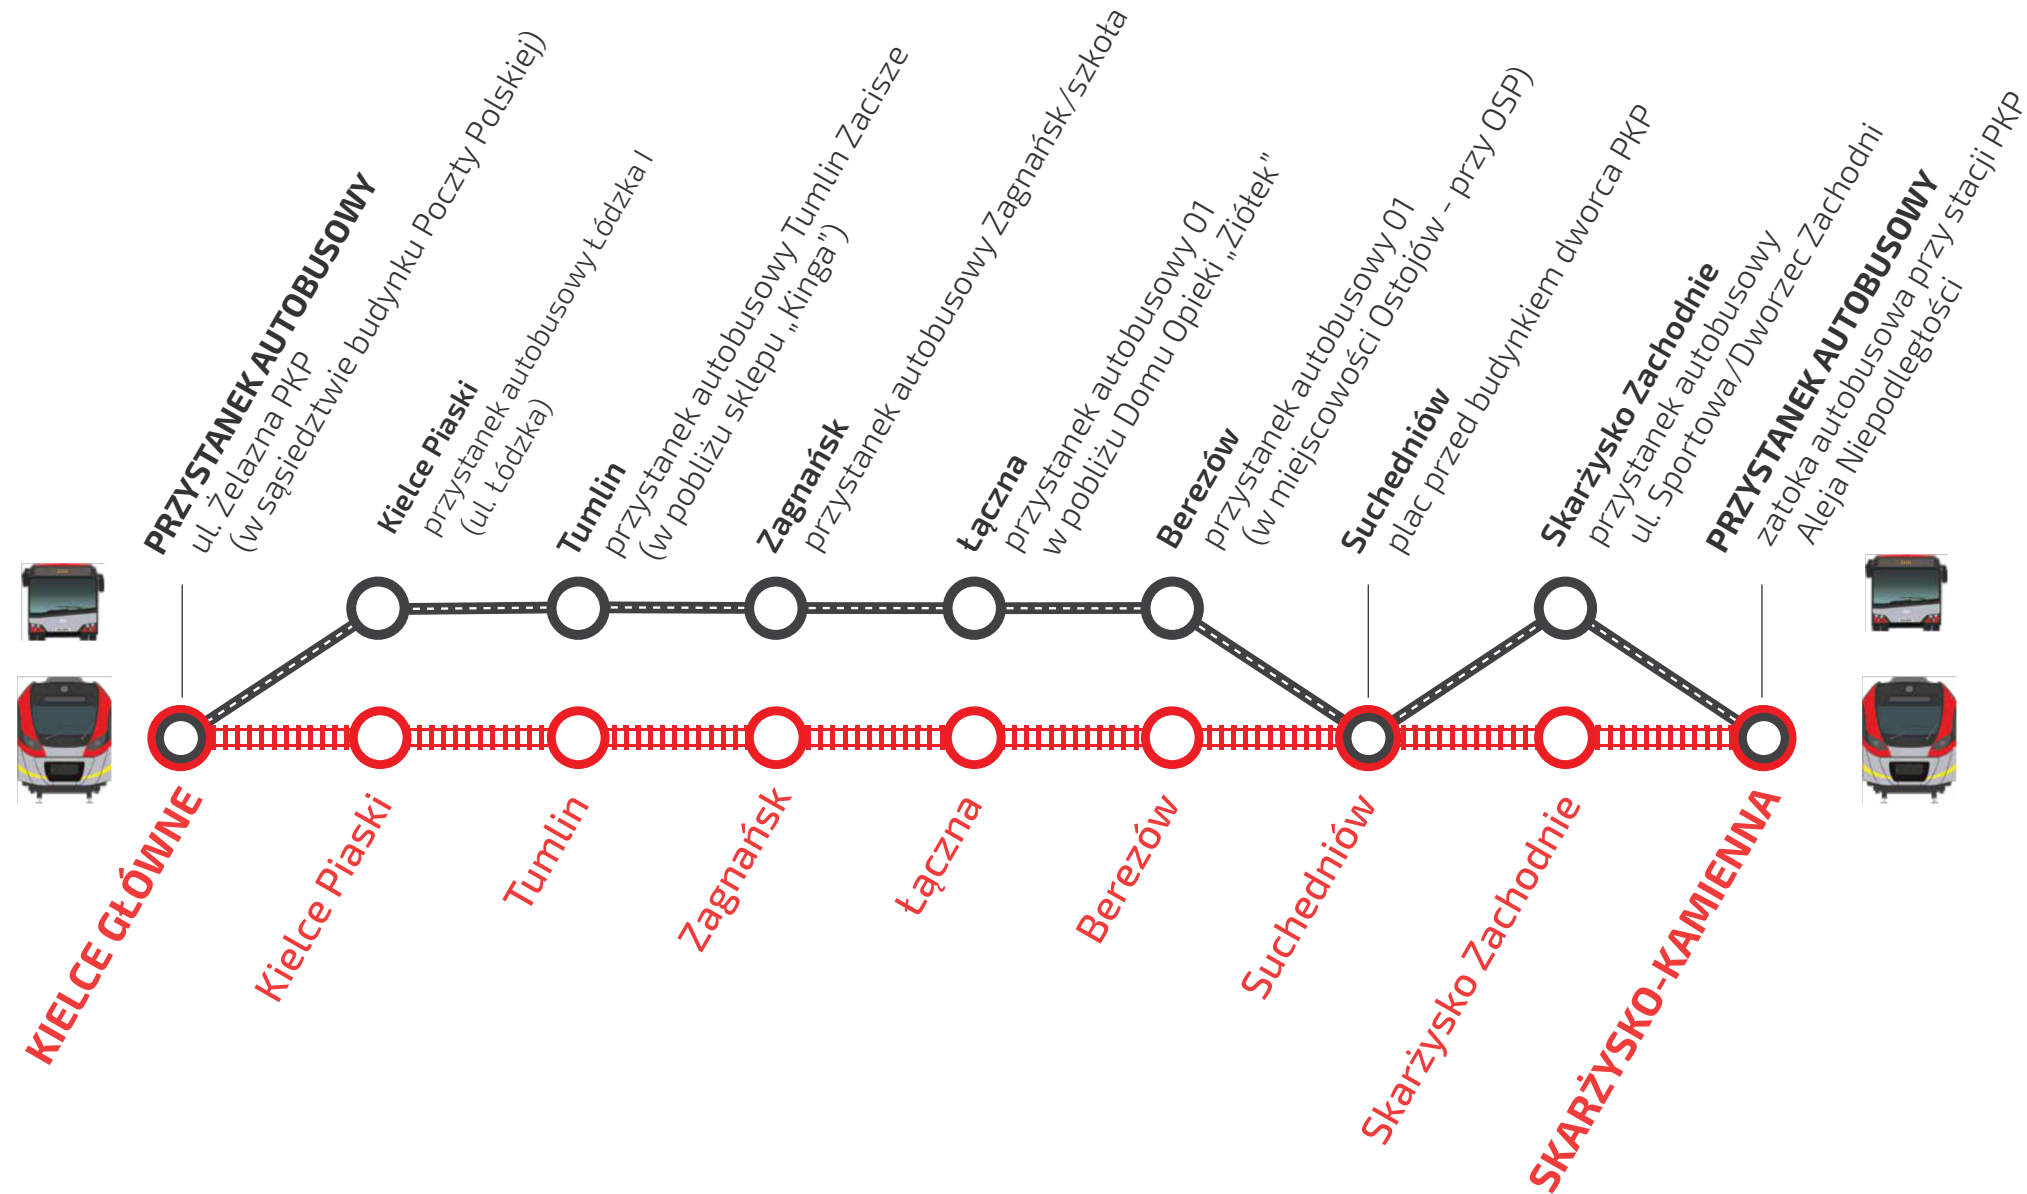 PRZYSTANEK AUTOBUSOWY
ul. Żelazna PKP
(w sąsiedztwie budynku Poczty Polskiej)
Kielce Piaski
przystanek autobusowy Łódzka I
(ul. Łódzka)
Tumlin
przystanek autobusowy Tumlin Zacisze
(w pobliżu sklepu „Kinga”)
Zagnańsk
przystanek autobusowy Zagnańsk/szkoła
Łączna
przystanek autobusowy 01
w pobliżu Domu Opieki „Ziółek”
Berezów
przystanek autobusowy 01
(w miejscowości Ostojów - przy OSP)
Suchedniów
plac przed budynkiem dworca PKP
Skarżysko Zachodnie
przystanek autobusowy
ul. Sportowa/Dworzec Zachodni
PRZYSTANEK AUTOBUSOWY
zatoka autobusowa przy stacji PKP
Aleja Niepodległości
KIELCE GŁÓWNE
Kielce Piaski
Tumlin
Zagnańsk
Łączna
Berezów
Suchedniów
Skarżysko Zachodnie
SKARŻYSKO-KAMIENNA